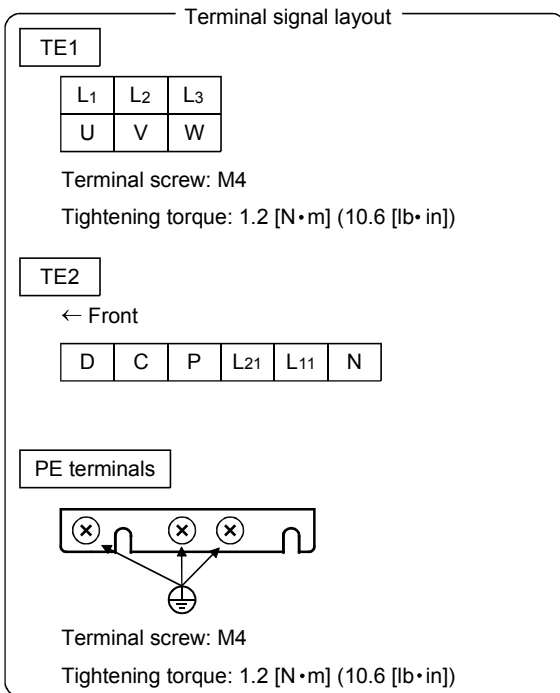 Terminal signal layout
TE1
L1 L2 L3
U V W
Terminal screw: M4
Tightening torque: 1.2 [N•m] (10.6 [lb•in])
TE2
← Front
D C P L21 L11 N
PE terminals
Terminal screw: M4
Tightening torque: 1.2 [N•m] (10.6 [lb•in])